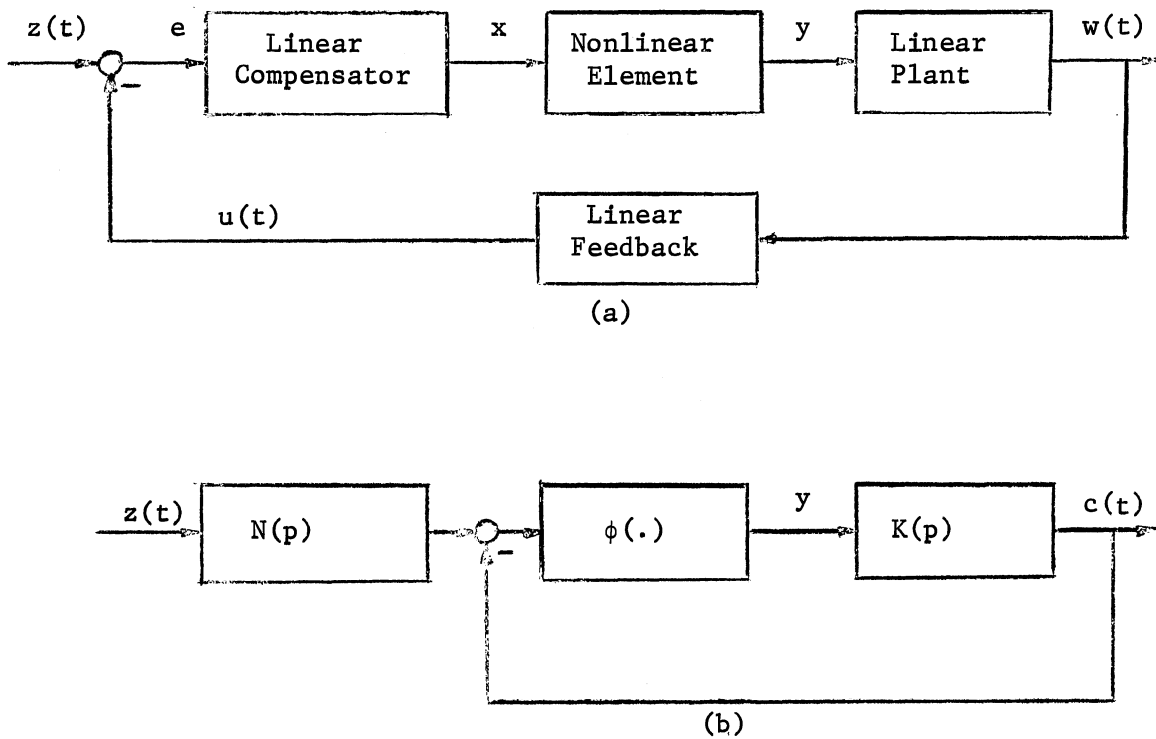 z(t) e Linear Compensator x Nonlinear Element y Linear Plant w(t)
−
u(t) Linear Feedback
(a)
z(t) N(p) − φ(.) y K(p) c(t)
(b)